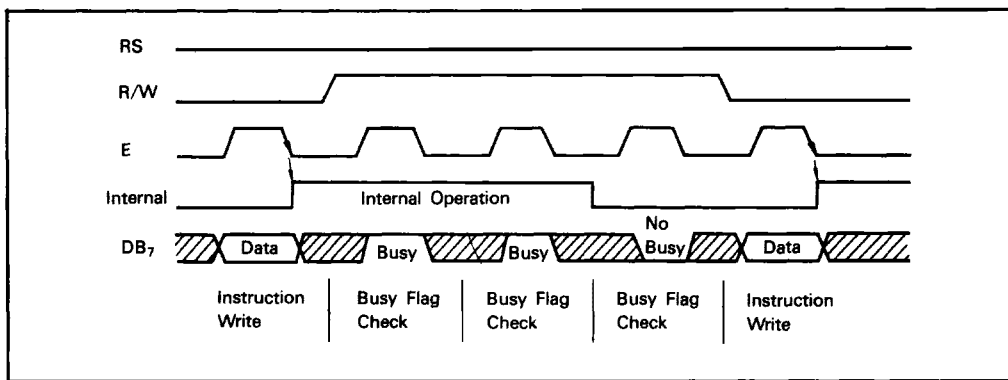 RS
R/W
E
Internal
Internal Operation
DB7
Data
Busy
Busy
No
Busy
Data
Instruction
Write
Busy Flag
Check
Busy Flag
Check
Busy Flag
Check
Instruction
Write